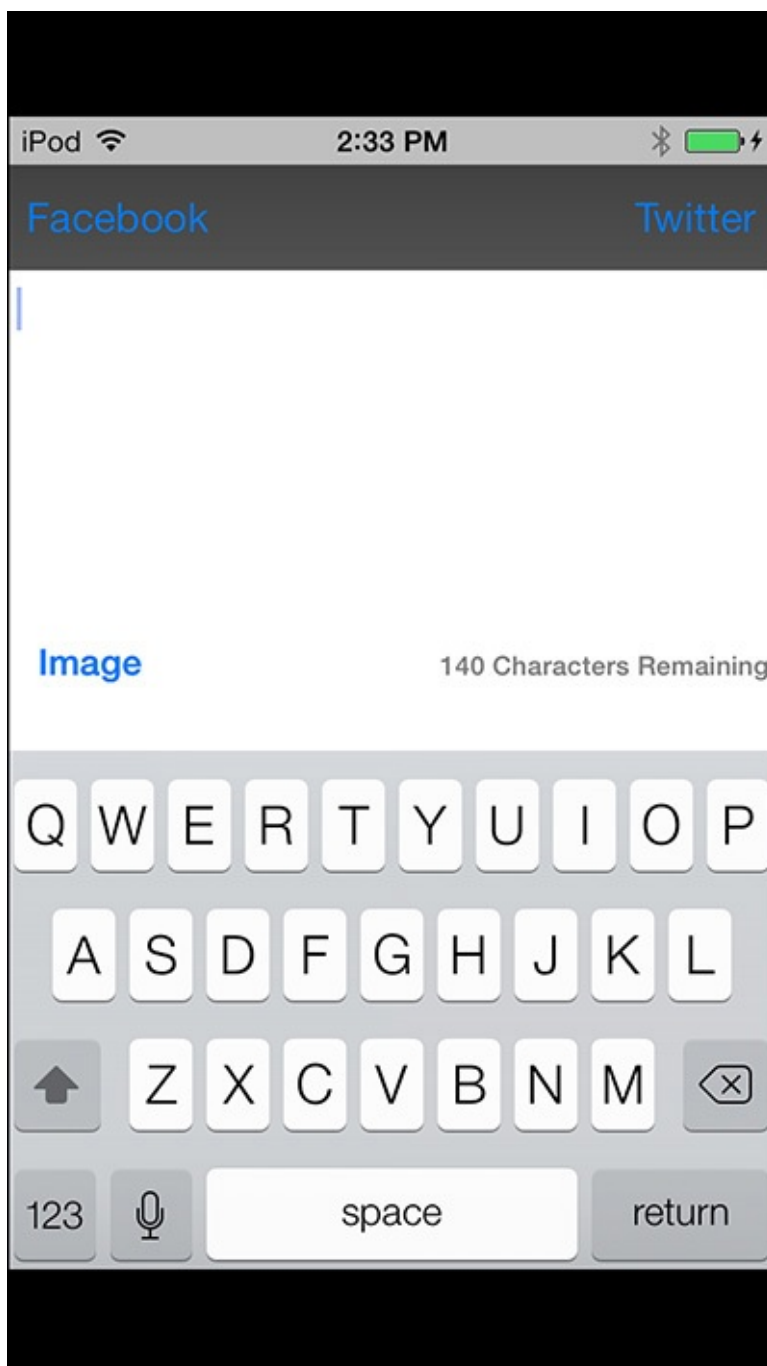 iPod 2:33 PM
Facebook Twitter
Image 140 Characters Remaining
Q W E R T Y U I O P
A S D F G H J K L
Z X C V B N M
123 space return